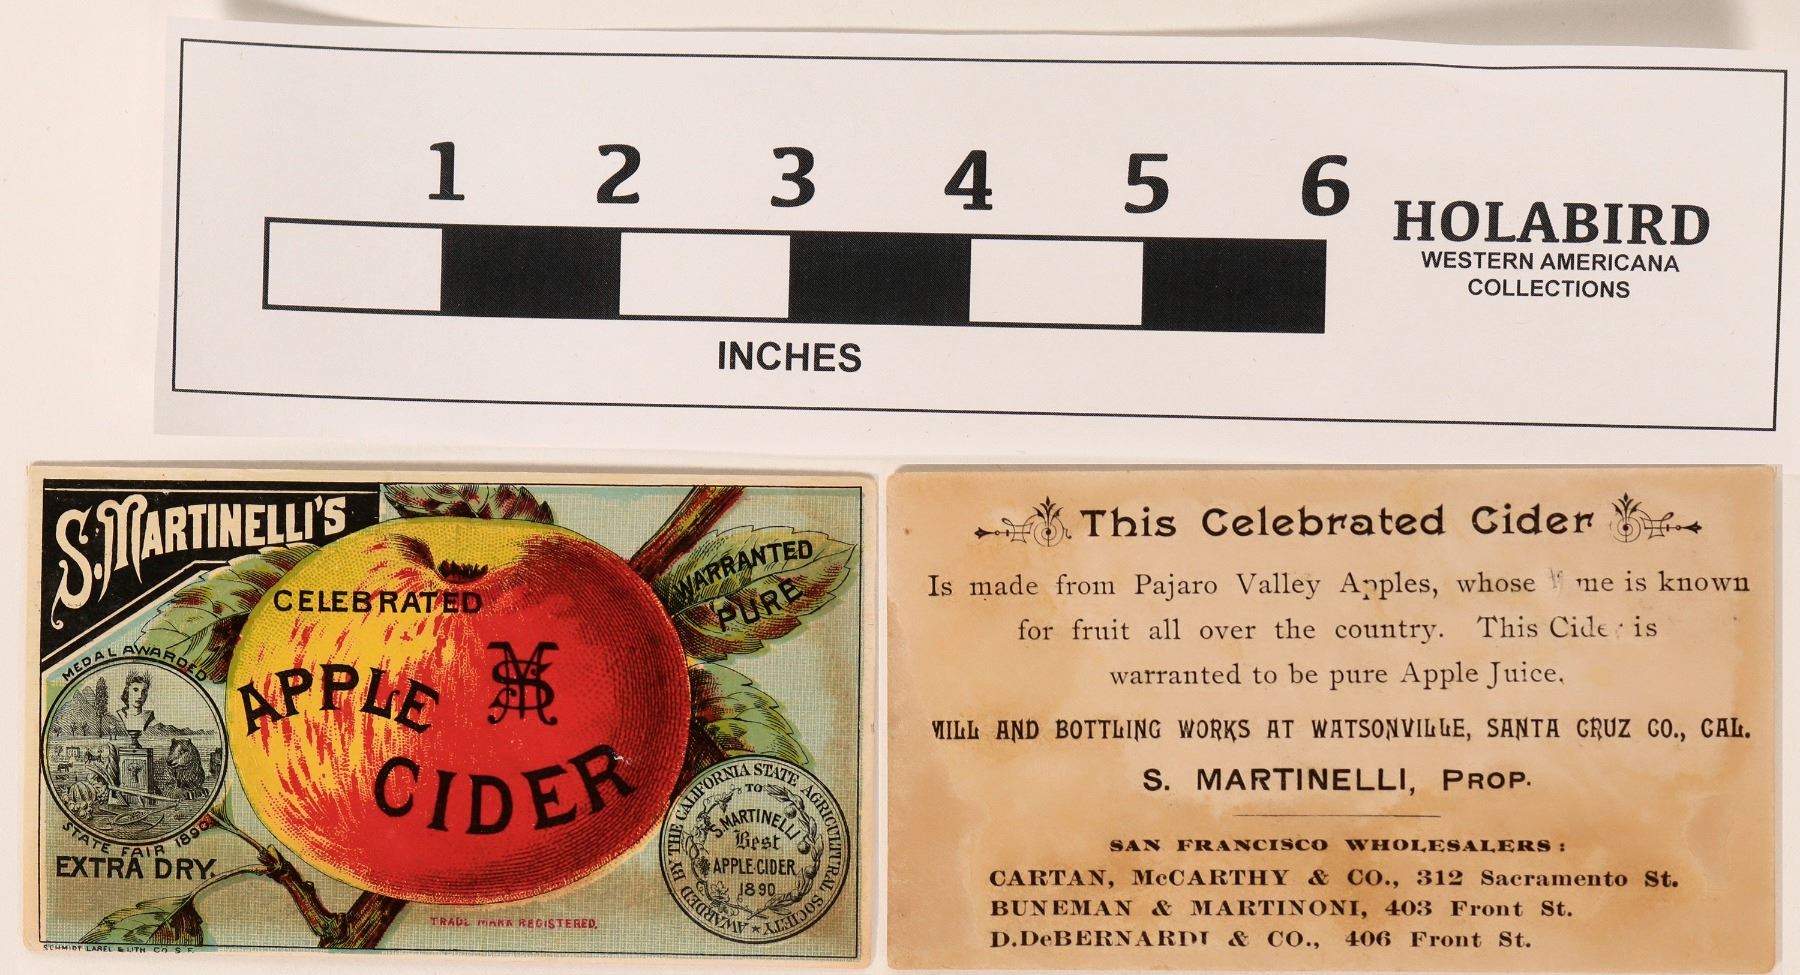 1 2 3 4 5 6
HOLABIRD
WESTERN AMERICANA
COLLECTIONS
INCHES
S. MARTINELLI'S
CELEBRATED
APPLE
CIDER
SM
WARRANTED
PURE
MEDAL AWARDED
STATE FAIR 1890
EXTRA DRY.
AWARDED BY THE CALIFORNIA STATE AGRICULTURAL SOCIETY
TO
S. MARTINELLI
Best
APPLE-CIDER
1890
TRADE MARK REGISTERED.
SCHMIDT LABEL & LITH. CO. S.F.
This Celebrated Cider
Is made from Pajaro Valley Apples, whose is known
for fruit all over the country. This Cider is
warranted to be pure Apple Juice.
MILL AND BOTTLING WORKS AT WATSONVILLE, SANTA CRUZ CO., CAL.
S. MARTINELLI, PROP.
SAN FRANCISCO WHOLESALERS:
CARTAN, McCARTHY & CO., 312 Sacramento St.
BUNEMAN & MARTINONI, 403 Front St.
D. DeBERNARDI & CO., 406 Front St.